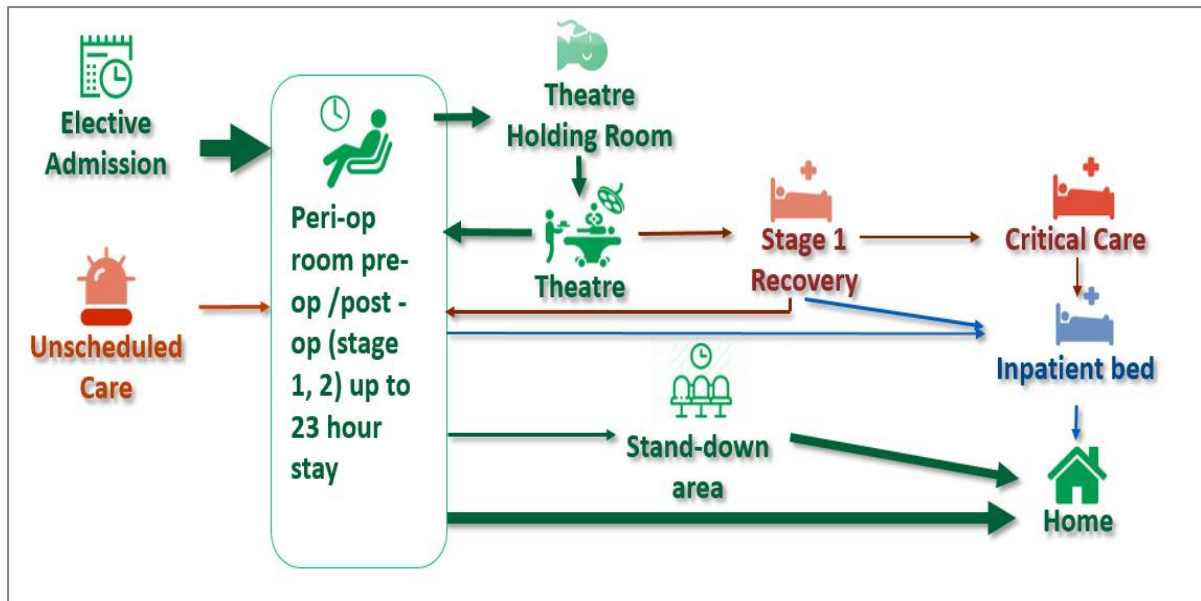 Elective
Admission
Unscheduled
Care
Peri-op
room pre-
op /post -
op (stage
1, 2) up to
23 hour
stay
Theatre
Holding Room
Theatre
Stage 1
Recovery
Critical Care
Inpatient bed
Stand-down
area
Home